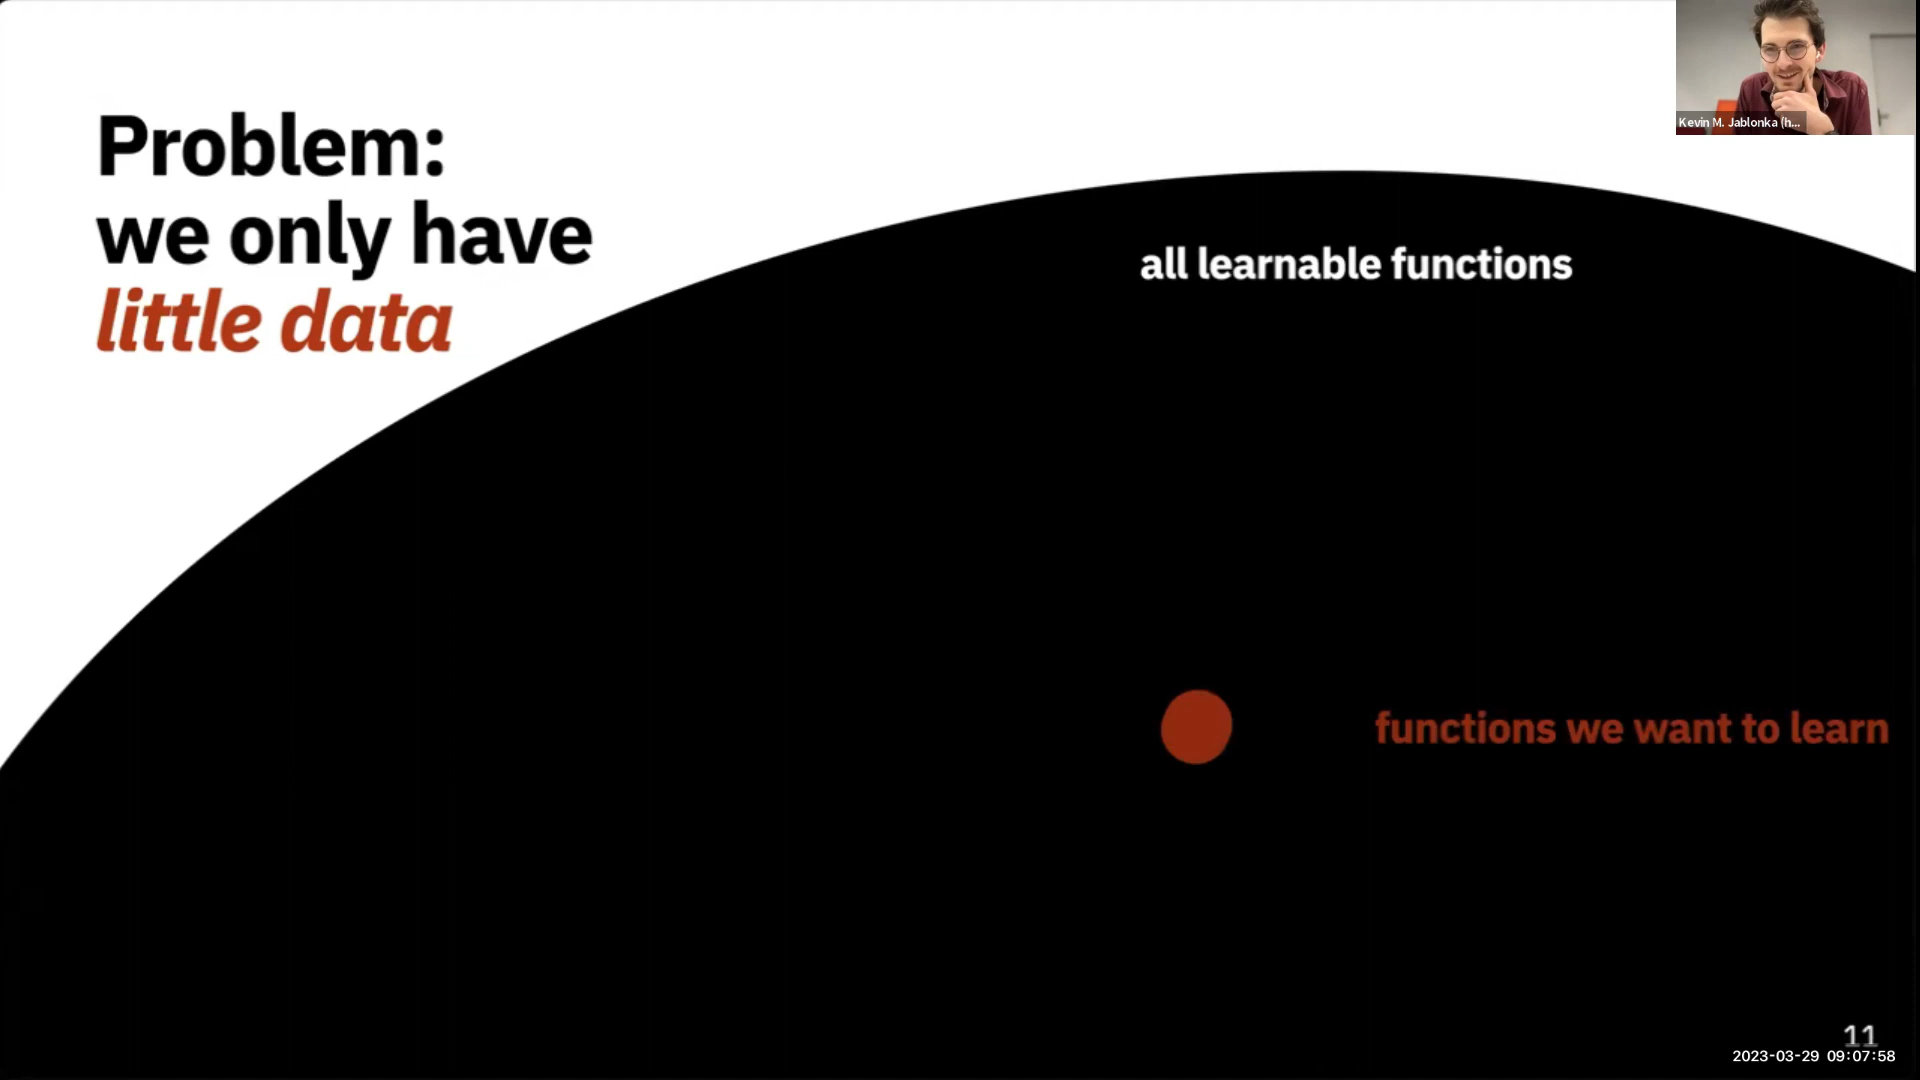 Problem:
we only have
little data
Kevin M. Jablonka (h...
all learnable functions
functions we want to learn
11
2023-03-29 09:07:58